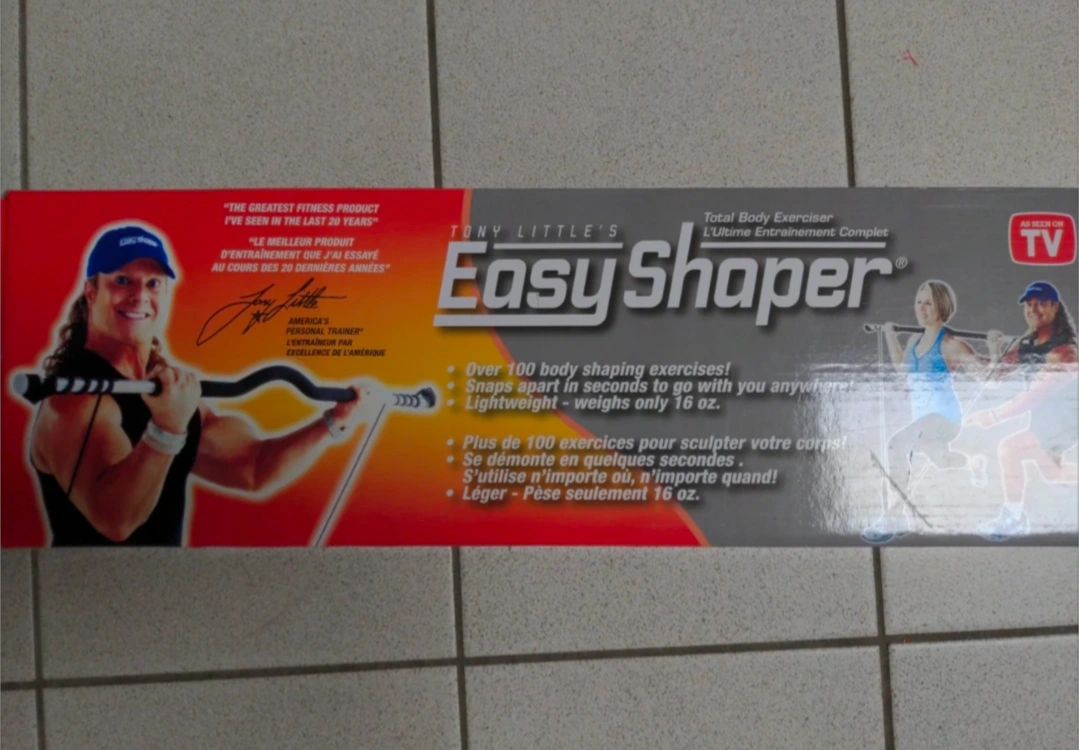 "THE GREATEST FITNESS PRODUCT
I'VE SEEN IN THE LAST 20 YEARS"
"LE MEILLEUR PRODUIT
D'ENTRAÎNEMENT QUE J'AI ESSAYÉ
AU COURS DES 20 DERNIÈRES ANNÉES"
Tony Little
AMERICA'S
PERSONAL TRAINER®
L'ENTRAÎNEUR PAR
EXCELLENCE DE L'AMÉRIQUE
Easy Shaper
TONY LITTLE'S
Total Body Exerciser
L'Ultime Entraînement Complet
EasyShaper®
• Over 100 body shaping exercises!
• Snaps apart in seconds to go with you anywhere!
• Lightweight - weighs only 16 oz.
• Plus de 100 exercices pour sculpter votre corps!
• Se démonte en quelques secondes .
S'utilise n'importe où, n'importe quand!
• Léger - Pèse seulement 16 oz.
AS SEEN ON
TV